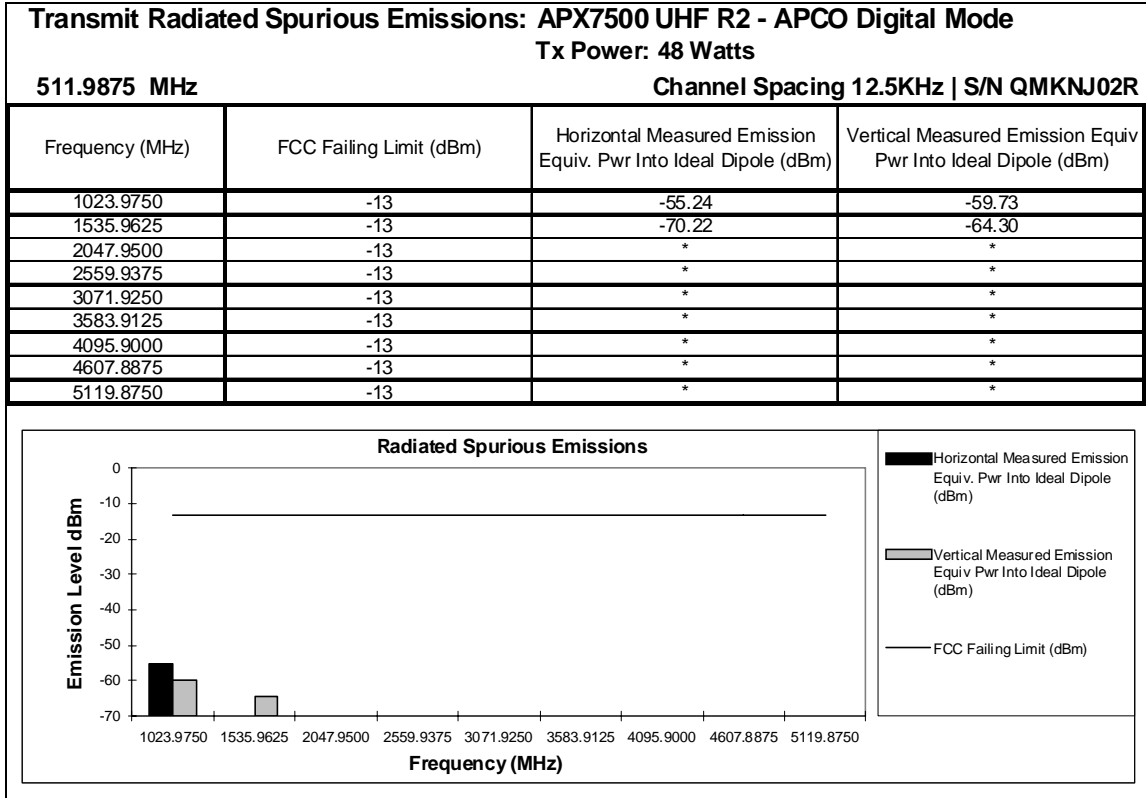 Transmit Radiated Spurious Emissions: APX7500 UHF R2 - APCO Digital Mode
Tx Power: 48 Watts
511.9875 MHz Channel Spacing 12.5KHz | S/N QMKNJ02R
Frequency (MHz) FCC Failing Limit (dBm) Horizontal Measured Emission Equiv. Pwr Into Ideal Dipole (dBm) Vertical Measured Emission Equiv Pwr Into Ideal Dipole (dBm)
1023.9750 -13 -55.24 -59.73
1535.9625 -13 -70.22 -64.30
2047.9500 -13 * *
2559.9375 -13 * *
3071.9250 -13 * *
3583.9125 -13 * *
4095.9000 -13 * *
4607.8875 -13 * *
5119.8750 -13 * *
Radiated Spurious Emissions
Emission Level dBm
0
-10
-20
-30
-40
-50
-60
-70
1023.9750 1535.9625 2047.9500 2559.9375 3071.9250 3583.9125 4095.9000 4607.8875 5119.8750
Frequency (MHz)
Horizontal Measured Emission
Equiv. Pwr Into Ideal Dipole
(dBm)
Vertical Measured Emission
Equiv Pwr Into Ideal Dipole
(dBm)
FCC Failing Limit (dBm)